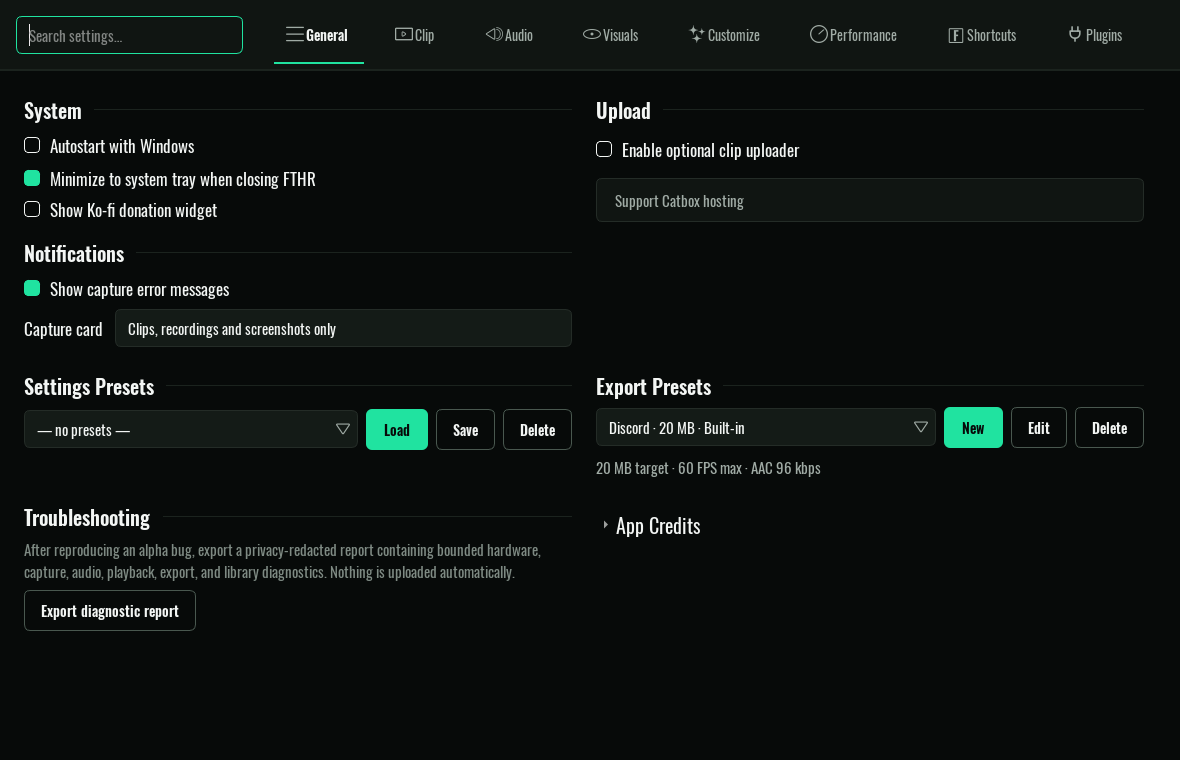 Search settings...
General
Clip
Audio
Visuals
Customize
Performance
Shortcuts
Plugins
System
Autostart with Windows
Minimize to system tray when closing FTHR
Show Ko-fi donation widget
Notifications
Show capture error messages
Capture card
Clips, recordings and screenshots only
Upload
Enable optional clip uploader
Support Catbox hosting
Settings Presets
— no presets —
Load
Save
Delete
Export Presets
Discord · 20 MB · Built-in
New
Edit
Delete
20 MB target · 60 FPS max · AAC 96 kbps
Troubleshooting
After reproducing an alpha bug, export a privacy-redacted report containing bounded hardware,
capture, audio, playback, export, and library diagnostics. Nothing is uploaded automatically.
Export diagnostic report
App Credits